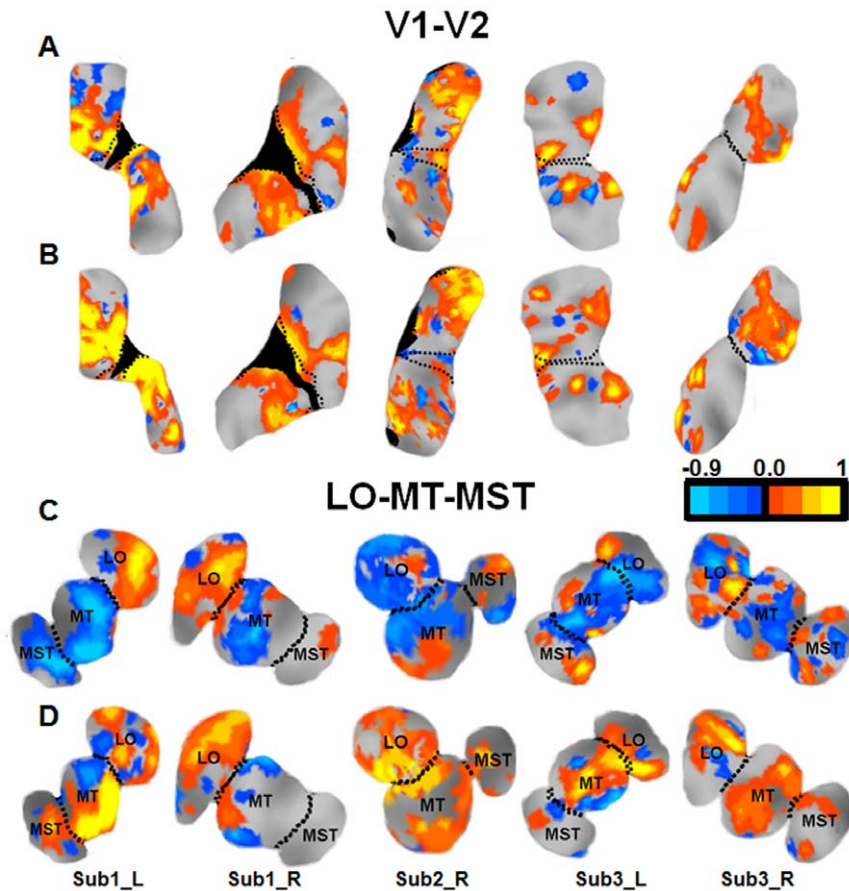 V1-V2
A
B
-0.9 0.0 1
LO-MT-MST
C
LO MT MST
LO MT MST
LO MT MST
LO MT MST
LO MT MST
D
LO MT MST
LO MT MST
LO MT MST
LO MT MST
LO MT MST
Sub1_L Sub1_R Sub2_R Sub3_L Sub3_R